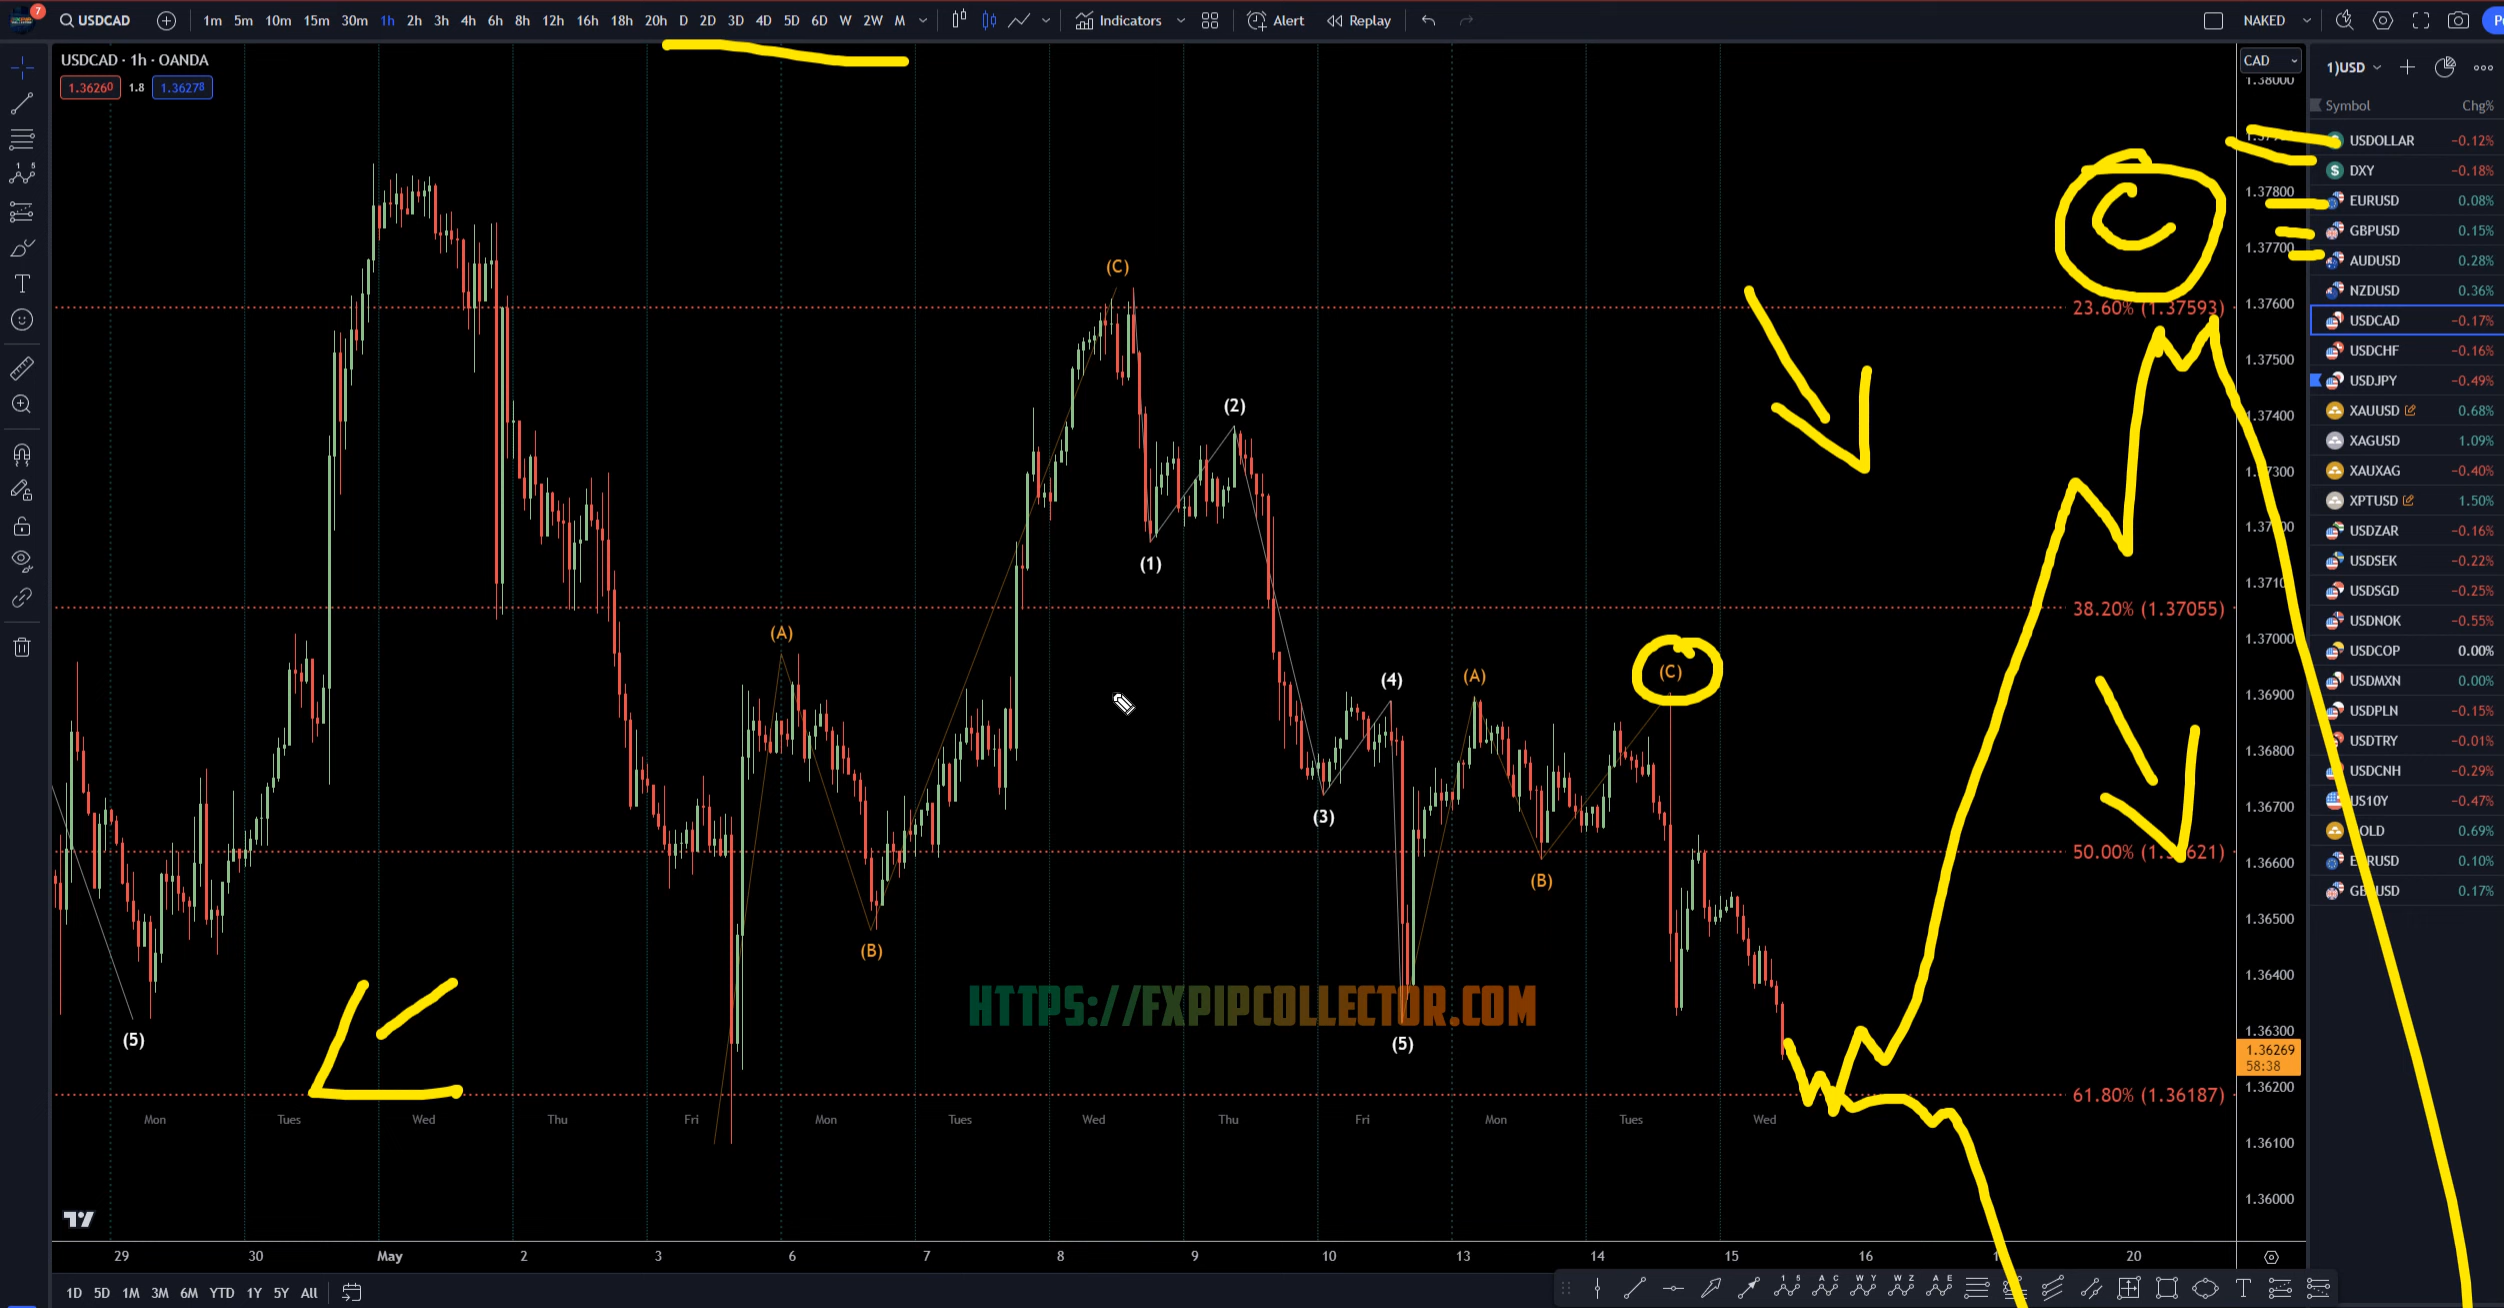 7
USDCAD
1m 5m 10m 15m 30m 1h 2h 3h 4h 6h 8h 12h 16h 18h 20h D 2D 3D 4D 5D 6D W 2W M
Indicators
Alert
Replay
NAKED
USDCAD · 1h · OANDA
1.36260 1.8 1.36278
CAD
1.38000
1.37800
1.37700
1.37600
1.37500
1.37400
1.37300
1.37100
1.37000
1.36900
1.36800
1.36700
1.36600
1.36500
1.36400
1.36300
1.36269
58:38
1.36200
1.36100
1.36000
1)USD
Symbol Chg%
USDOLLAR −0.12%
DXY −0.18%
EURUSD 0.08%
GBPUSD 0.15%
AUDUSD 0.28%
NZDUSD 0.36%
USDCAD −0.17%
USDCHF −0.16%
USDJPY −0.49%
XAUUSD 0.68%
XAGUSD 1.09%
XAUXAG −0.40%
XPTUSD 1.50%
USDZAR −0.16%
USDSEK −0.22%
USDSGD −0.25%
USDNOK −0.55%
USDCOP 0.00%
USDMXN 0.00%
USDPLN −0.15%
USDTRY −0.01%
USDCNH −0.29%
US10Y −0.47%
0.69%
0.10%
0.17%
C
23.60% (1.37593)
38.20% (1.37055)
50.00%
61.80% (1.36187)
(C)
(2)
(1)
(A)
(C)
(A)
(4)
(3)
(B)
(B)
(5)
(5)
HTTPS://FXPIPCOLLECTOR.COM
Mon Tues Wed Thu Fri Mon Tues Wed Thu Fri Mon Tues Wed
29 30 May 2 3 6 7 8 9 10 13 14 15 16 20
1D 5D 1M 3M 6M YTD 1Y 5Y All